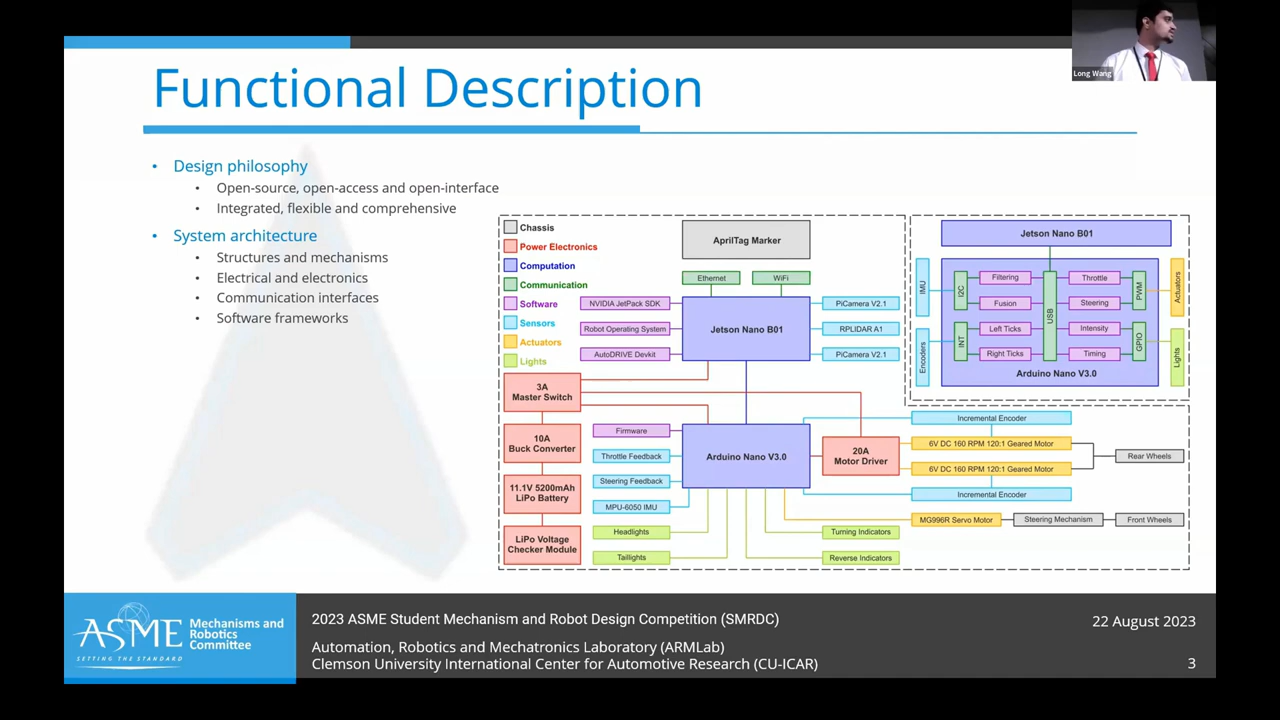 Long Wang
Functional Description
• Design philosophy
• Open-source, open-access and open-interface
• Integrated, flexible and comprehensive
• System architecture
• Structures and mechanisms
• Electrical and electronics
• Communication interfaces
• Software frameworks
Chassis
Power Electronics
Computation
Communication
Software
Sensors
Actuators
Lights
AprilTag Marker
Ethernet
WiFi
NVIDIA JetPack SDK
Robot Operating System
AutoDRIVE Devkit
Jetson Nano B01
PiCamera V2.1
RPLIDAR A1
PiCamera V2.1
3A
Master Switch
10A
Buck Converter
11.1V 5200mAh
LiPo Battery
LiPo Voltage
Checker Module
Firmware
Throttle Feedback
Steering Feedback
MPU-6050 IMU
Headlights
Taillights
Arduino Nano V3.0
20A
Motor Driver
Turning Indicators
Reverse Indicators
Incremental Encoder
6V DC 160 RPM 120:1 Geared Motor
6V DC 160 RPM 120:1 Geared Motor
Incremental Encoder
Rear Wheels
MG996R Servo Motor
Steering Mechanism
Front Wheels
Jetson Nano B01
IMU
Encoders
I2C
INT
Filtering
Fusion
Left Ticks
Right Ticks
USB
Throttle
Steering
Intensity
Timing
PWM
GPIO
Actuators
Lights
Arduino Nano V3.0
ASME
SETTING THE STANDARD
Mechanisms and
Robotics
Committee
2023 ASME Student Mechanism and Robot Design Competition (SMRDC)
Automation, Robotics and Mechatronics Laboratory (ARMLab)
Clemson University International Center for Automotive Research (CU-ICAR)
22 August 2023
3